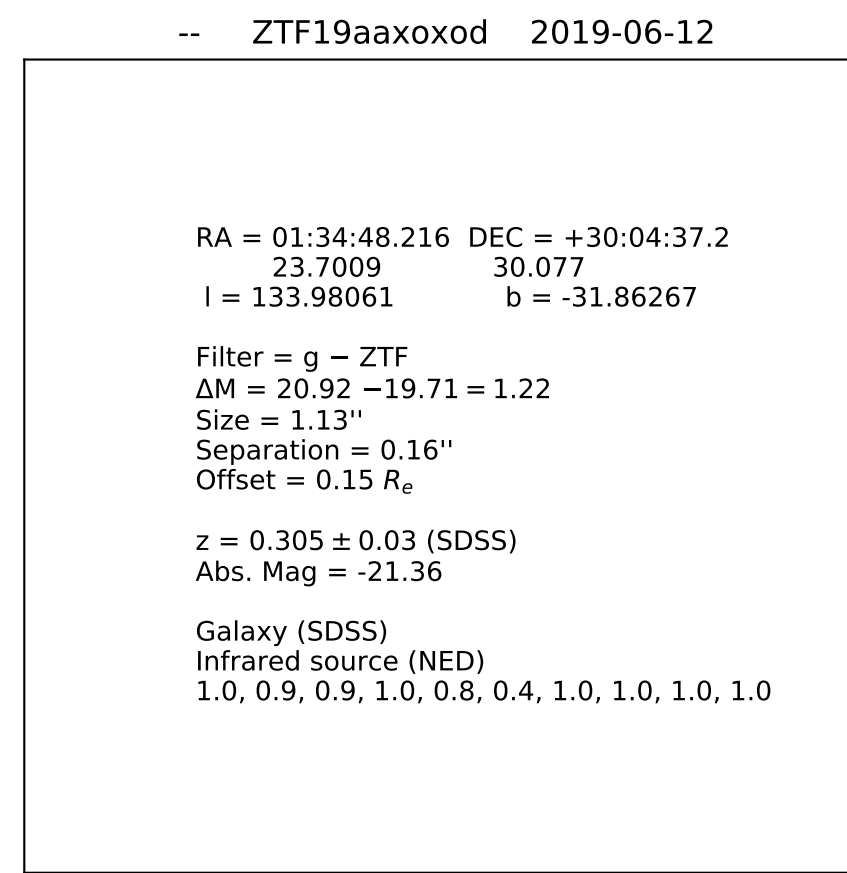 -- ZTF19aaxoxod 2019-06-12
RA = 01:34:48.216 DEC = +30:04:37.2
23.7009 30.077
l = 133.98061 b = -31.86267
Filter = g − ZTF
ΔM = 20.92 −19.71 = 1.22
Size = 1.13''
Separation = 0.16''
Offset = 0.15 Re
z = 0.305 ± 0.03 (SDSS)
Abs. Mag = -21.36
Galaxy (SDSS)
Infrared source (NED)
1.0, 0.9, 0.9, 1.0, 0.8, 0.4, 1.0, 1.0, 1.0, 1.0